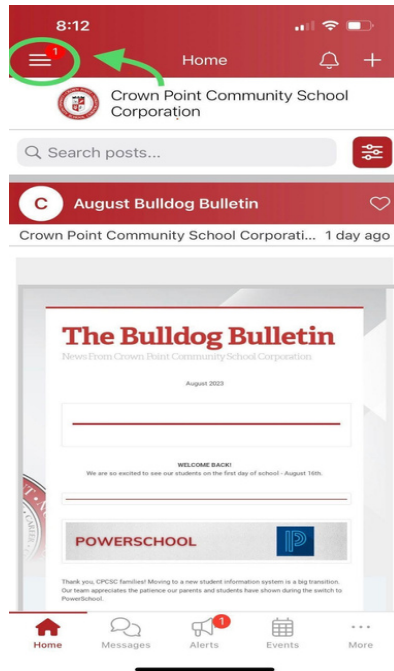 8:12
1
Home
Crown Point Community School
Corporation
Search posts...
C August Bulldog Bulletin
Crown Point Community School Corporati... 1 day ago
The Bulldog Bulletin
News From Crown Point Community School Corporation
August 2023
WELCOME BACK!
We are so excited to see our students on the first day of school - August 16th.
POWERSCHOOL
Thank you, CPCSC families! Moving to a new student information system is a big transition.
Our team appreciates the patience our parents and students have shown during the switch to
PowerSchool.
1
Home Messages Alerts Events More